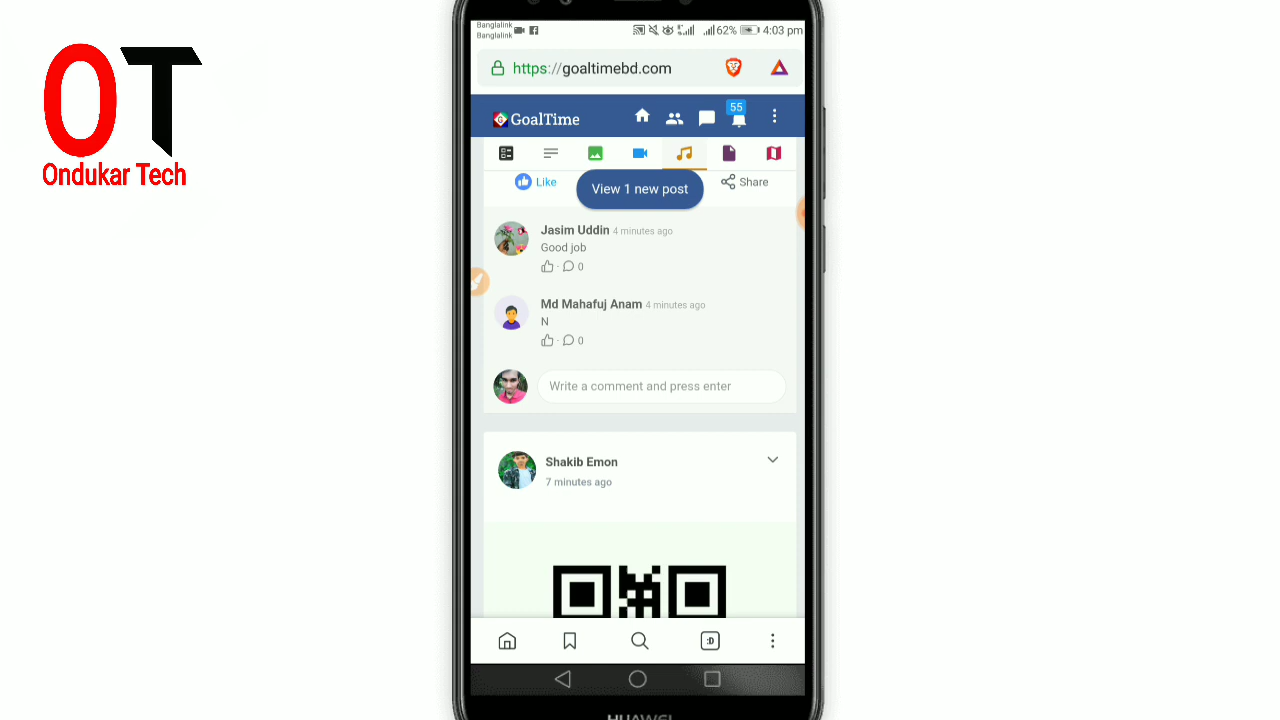 OT
Ondukar Tech
Banglalink
Banglalink
62% 4:03 pm
https://goaltimebd.com
GoalTime
55
Like
View 1 new post
Share
Jasim Uddin 4 minutes ago
Good job
0
Md Mahafuj Anam 4 minutes ago
N
0
Write a comment and press enter
Shakib Emon
7 minutes ago
:D
HUAWEI